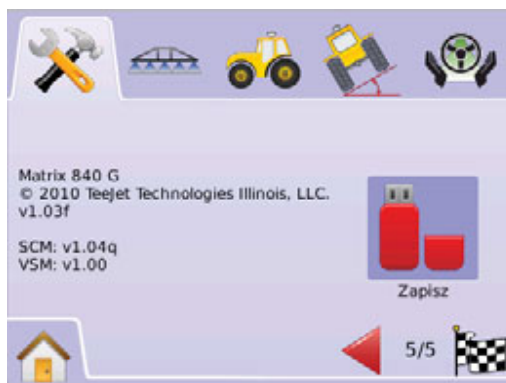 Matrix 840 G
© 2010 TeeJet Technologies Illinois, LLC.
v1.03f
SCM: v1.04q
VSM: v1.00
Zapisz
5/5